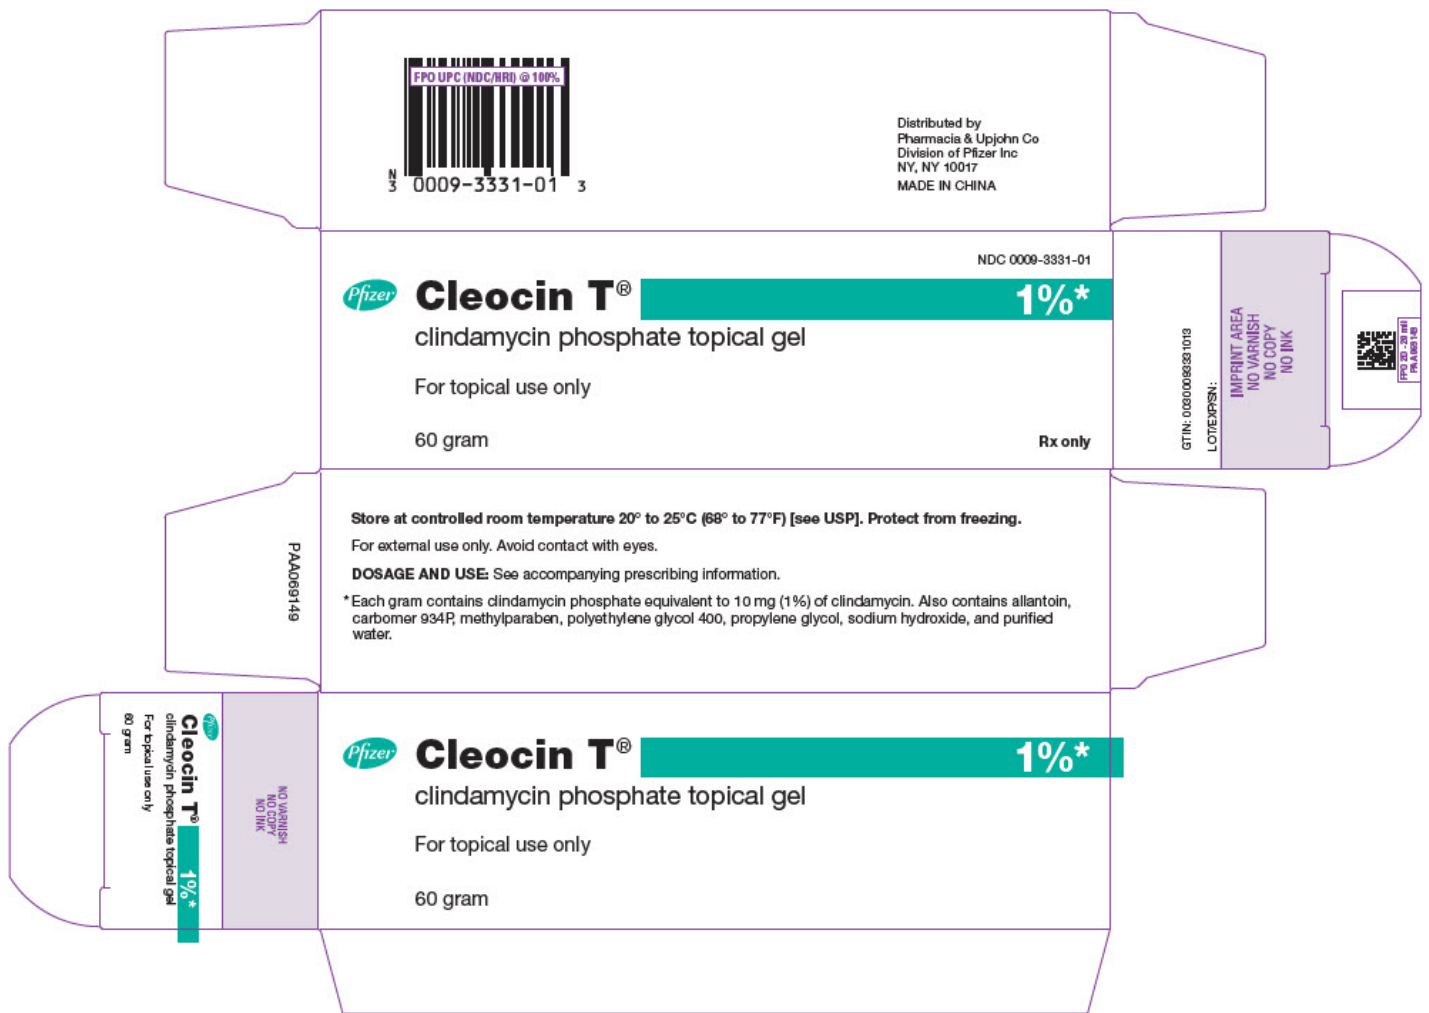 FPO UPC (NDC/HRI) @ 100%
N
3 0009-3331-01 3
Distributed by
Pharmacia & Upjohn Co
Division of Pfizer Inc
NY, NY 10017
MADE IN CHINA
NDC 0009-3331-01
Pfizer
Cleocin T®
1%*
clindamycin phosphate topical gel
For topical use only
60 gram
Rx only
GTIN: 00300093331013
LOT/EXP/SN:
IMPRINT AREA
NO VARNISH
NO COPY
NO INK
FPO 2D - 20 mil
PAA069149
PAA069149
Store at controlled room temperature 20° to 25°C (68° to 77°F) [see USP]. Protect from freezing.
For external use only. Avoid contact with eyes.
DOSAGE AND USE: See accompanying prescribing information.
*Each gram contains clindamycin phosphate equivalent to 10 mg (1%) of clindamycin. Also contains allantoin,
carbomer 934P, methylparaben, polyethylene glycol 400, propylene glycol, sodium hydroxide, and purified
water.
Pfizer
Cleocin T®
1%*
clindamycin phosphate topical gel
For topical use only
60 gram
NO VARNISH
NO COPY
NO INK
Pfizer
Cleocin T®
1%*
clindamycin phosphate topical gel
For topical use only
60 gram